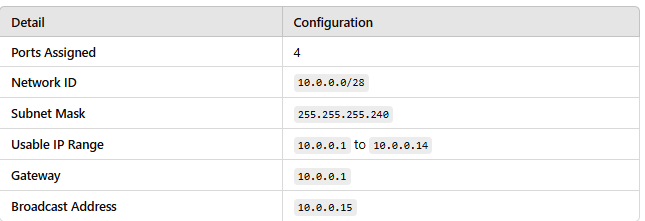 Detail Configuration
Ports Assigned 4
Network ID 10.0.0.0/28
Subnet Mask 255.255.255.240
Usable IP Range 10.0.0.1 to 10.0.0.14
Gateway 10.0.0.1
Broadcast Address 10.0.0.15